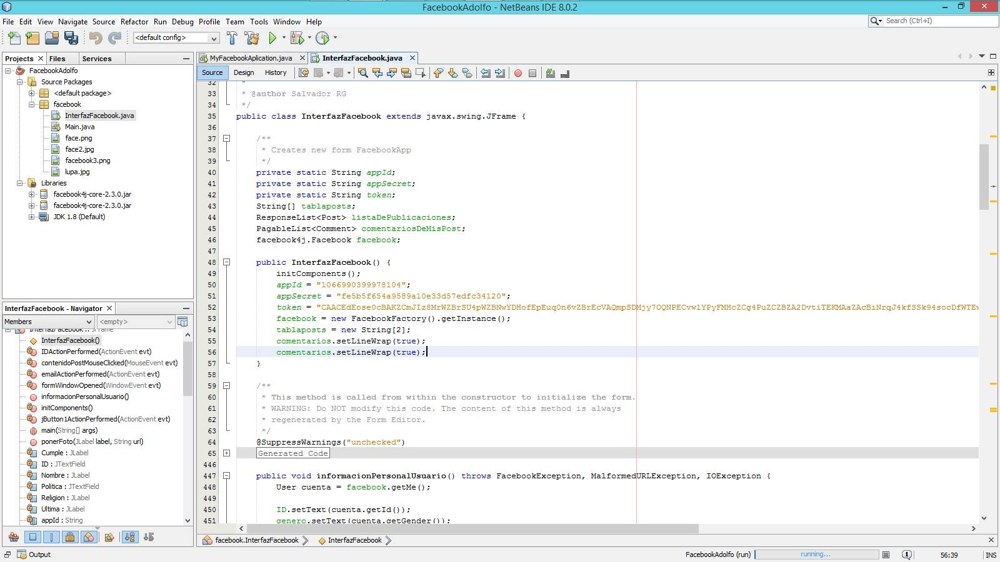 FacebookAdolfo - NetBeans IDE 8.0.2
File Edit View Navigate Source Refactor Run Debug Profile Team Tools Window Help
Search (Ctrl+I)
<default config>
Projects Files Services
FacebookAdolfo
Source Packages
<default package>
facebook
InterfazFacebook.java
Main.java
face.png
face2.jpg
facebook3.png
lupa.jpg
Libraries
facebook4j-core-2.3.0.jar
facebook4j-core-2.3.0.jar
JDK 1.8 (Default)
InterfazFacebook - Navigator
Members <empty>
InterfazFacebook :: JFrame
InterfazFacebook()
IDActionPerformed(ActionEvent evt)
contenidoPostMouseClicked(MouseEvent evt)
emailActionPerformed(ActionEvent evt)
formWindowOpened(WindowEvent evt)
informacionPersonalUsuario()
initComponents()
jButton1ActionPerformed(ActionEvent evt)
main(String[] args)
ponerFoto(JLabel label, String url)
Cumple : JLabel
ID : JTextField
Nombre : JLabel
Politica : JTextField
Religion : JLabel
Ultima : JLabel
appId : String
MyFacebookAplication.java InterfazFacebook.java
Source Design History
32 *
33 * @author Salvador RG
34 */
35 public class InterfazFacebook extends javax.swing.JFrame {
36
37 /**
38 * Creates new form FacebookApp
39 */
40 private static String appId;
41 private static String appSecret;
42 private static String token;
43 String[] tablaposts;
44 ResponseList<Post> listaDePublicaciones;
45 PagableList<Comment> comentariosDeMisPost;
46 facebook4j.Facebook facebook;
47
48 public InterfazFacebook() {
49 initComponents();
50 appId = "1066990399978104";
51 appSecret = "fe5b5f654a9589a10e33d57edfc34120";
52 token = "CAACEdEose0cBAKZCmJIz8MrWZBrSU4pWZBNwYDHofEpEuq0n6vZBrEcVAQmpSDMjy7OQNPECvwlYPyFMHcZCg4PuZCZBZA2DvtiTEKMAaZAcBiNrqJ4kfSSk94socDfWTEw
53 facebook = new FacebookFactory().getInstance();
54 tablaposts = new String[2];
55 comentarios.setLineWrap(true);
56 comentarios.setLineWrap(true);
57 }
58
59 /**
60 * This method is called from within the constructor to initialize the form.
61 * WARNING: Do NOT modify this code. The content of this method is always
62 * regenerated by the Form Editor.
63 */
64 @SuppressWarnings("unchecked")
65 Generated Code
446
447 public void informacionPersonalUsuario() throws FacebookException, MalformedURLException, IOException {
448 User cuenta = facebook.getMe();
449
450 ID.setText(cuenta.getId());
451 genero.setText(cuenta.getGender());
facebook.InterfazFacebook InterfazFacebook
Output
FacebookAdolfo (run) running... 1 56:39 INS